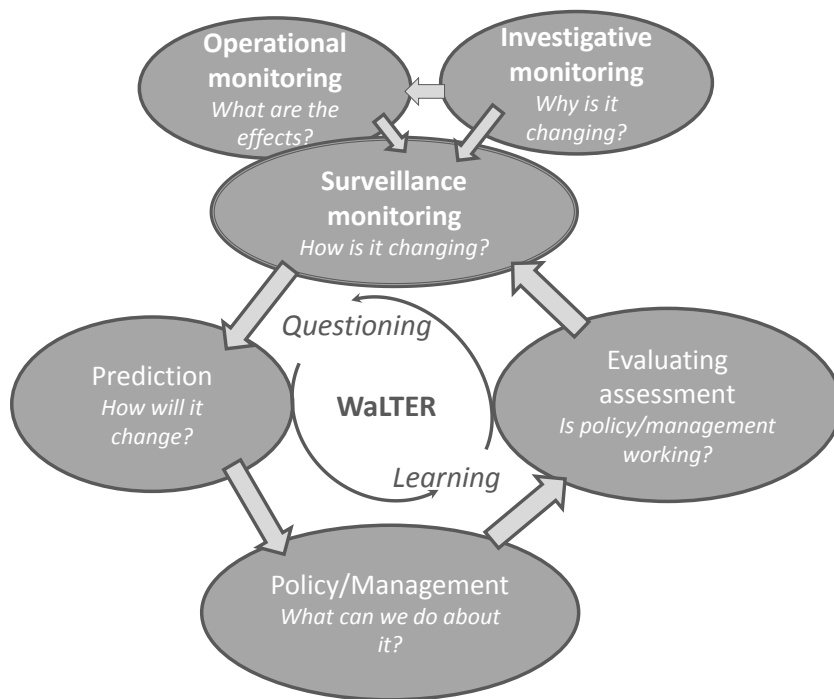 Operational
monitoring
What are the
effects?
Investigative
monitoring
Why is it
changing?
Surveillance
monitoring
How is it changing?
Questioning
Prediction
How will it
change?
WaLTER
Evaluating
assessment
Is policy/management
working?
Learning
Policy/Management
What can we do about
it?